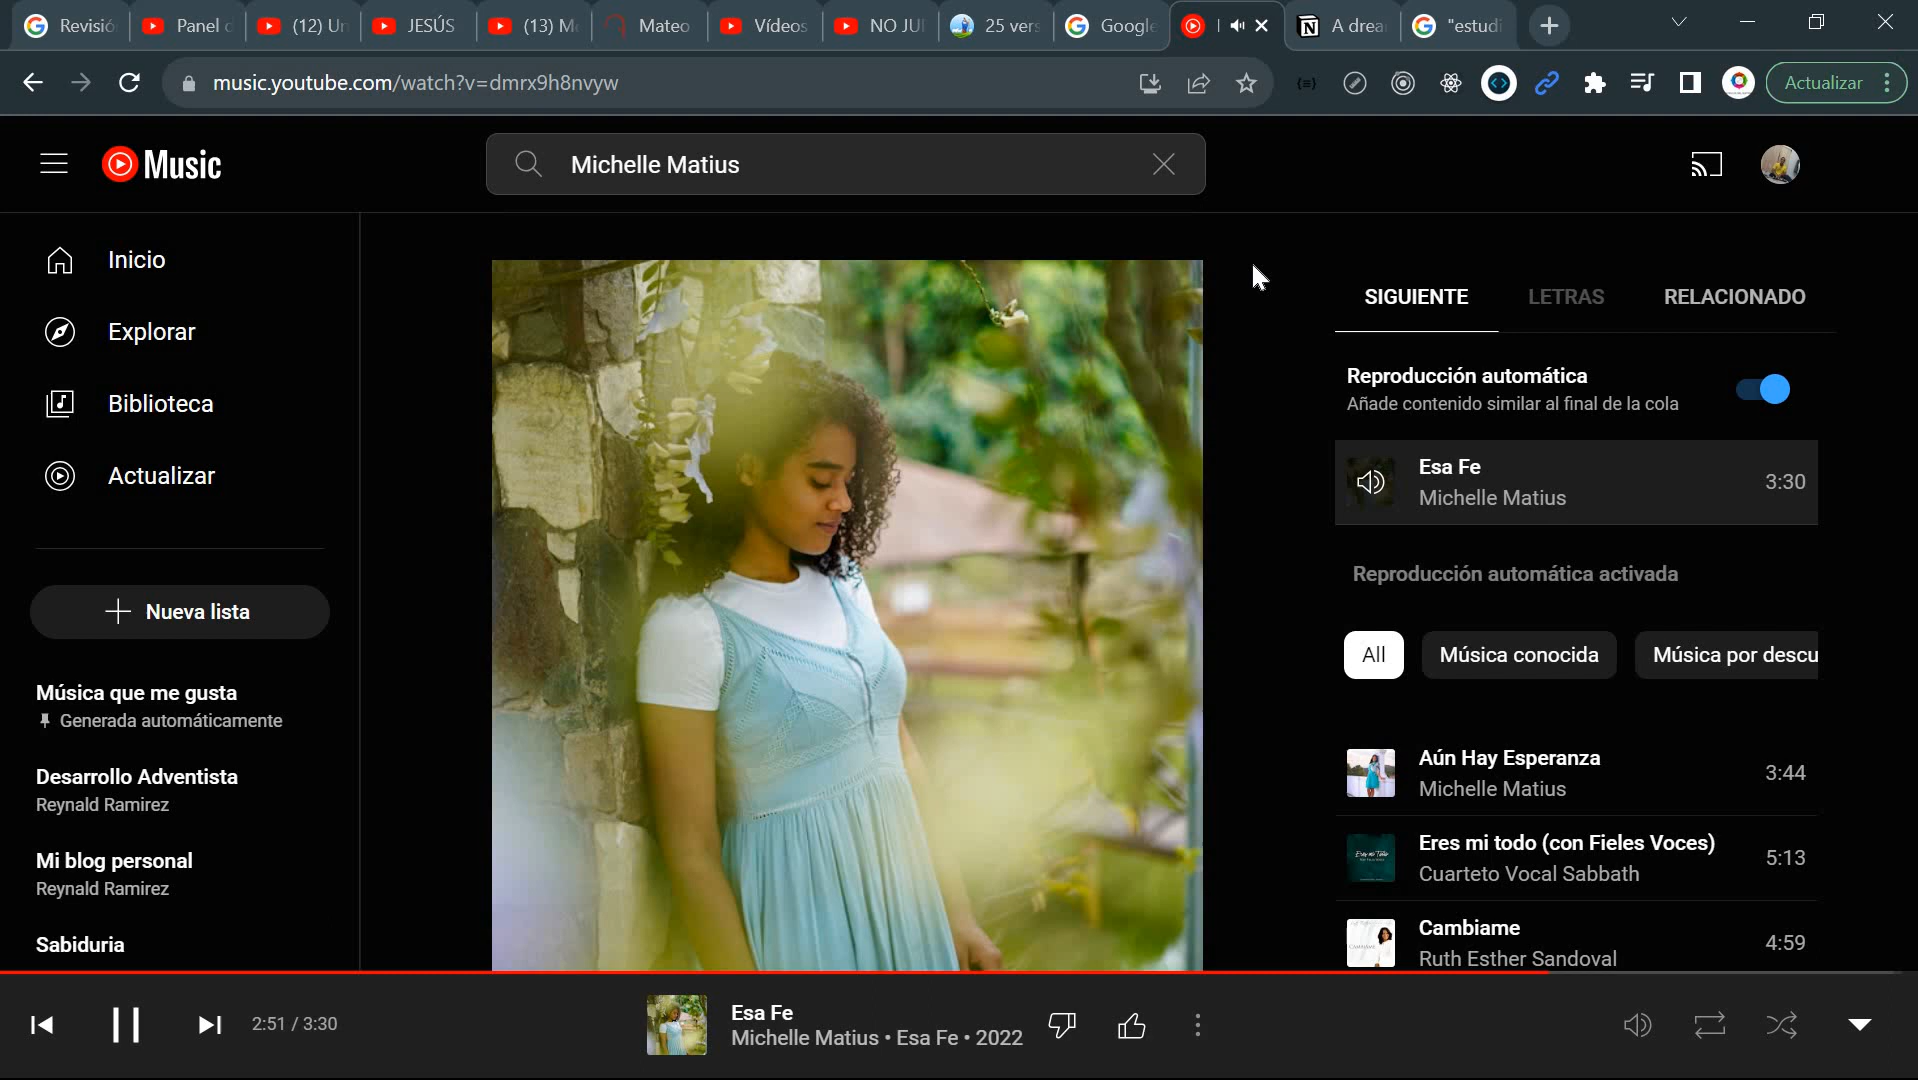 Revisió
Panel d
(12) Un
JESÚS
(13) M
Mateo
Vídeos
NO JU
25 vers
Google
A drea
"estudi
music.youtube.com/watch?v=dmrx9h8nvyw
Actualizar
Music
Michelle Matius
Inicio
Explorar
Biblioteca
Actualizar
Nueva lista
Música que me gusta
Generada automáticamente
Desarrollo Adventista
Reynald Ramirez
Mi blog personal
Reynald Ramirez
Sabiduria
SIGUIENTE
LETRAS
RELACIONADO
Reproducción automática
Añade contenido similar al final de la cola
Esa Fe
Michelle Matius
3:30
Reproducción automática activada
All
Música conocida
Música por descu
Aún Hay Esperanza
Michelle Matius
3:44
Eres mi todo (con Fieles Voces)
Cuarteto Vocal Sabbath
5:13
Cambiame
Ruth Esther Sandoval
4:59
2:51 / 3:30
Esa Fe
Michelle Matius • Esa Fe • 2022